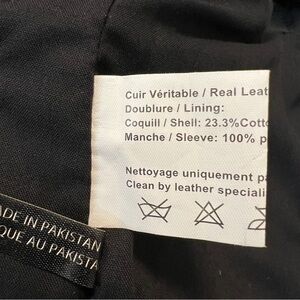 Cuir Véritable / Real Leat
Doublure / Lining:
Coquill / Shell: 23.3%Cotto
Manche / Sleeve: 100% p
Nettoyage uniquement pa
Clean by leather speciali
ADE IN PAKISTAN
QUE AU PAKISTA